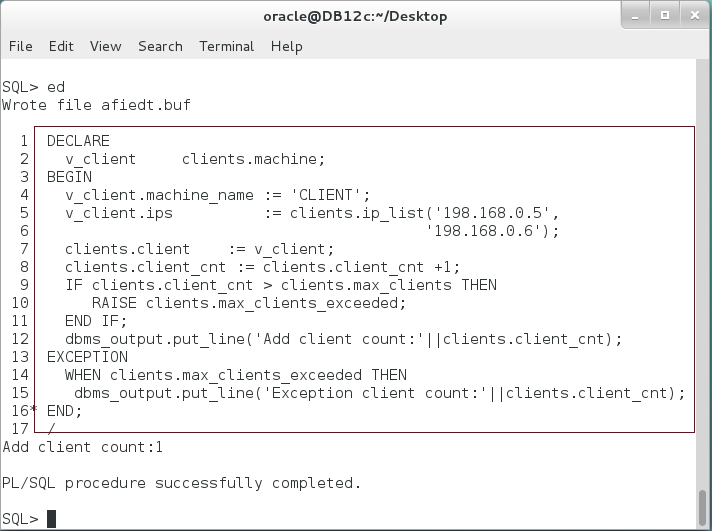 oracle@DB12c:~/Desktop
File Edit View Search Terminal Help
SQL> ed
Wrote file afiedt.buf
1 DECLARE
2 v_client clients.machine;
3 BEGIN
4 v_client.machine_name := 'CLIENT';
5 v_client.ips := clients.ip_list('198.168.0.5',
6 '198.168.0.6');
7 clients.client := v_client;
8 clients.client_cnt := clients.client_cnt +1;
9 IF clients.client_cnt > clients.max_clients THEN
10 RAISE clients.max_clients_exceeded;
11 END IF;
12 dbms_output.put_line('Add client count:'||clients.client_cnt);
13 EXCEPTION
14 WHEN clients.max_clients_exceeded THEN
15 dbms_output.put_line('Exception client count:'||clients.client_cnt);
16* END;
17 /
Add client count:1
PL/SQL procedure successfully completed.
SQL>